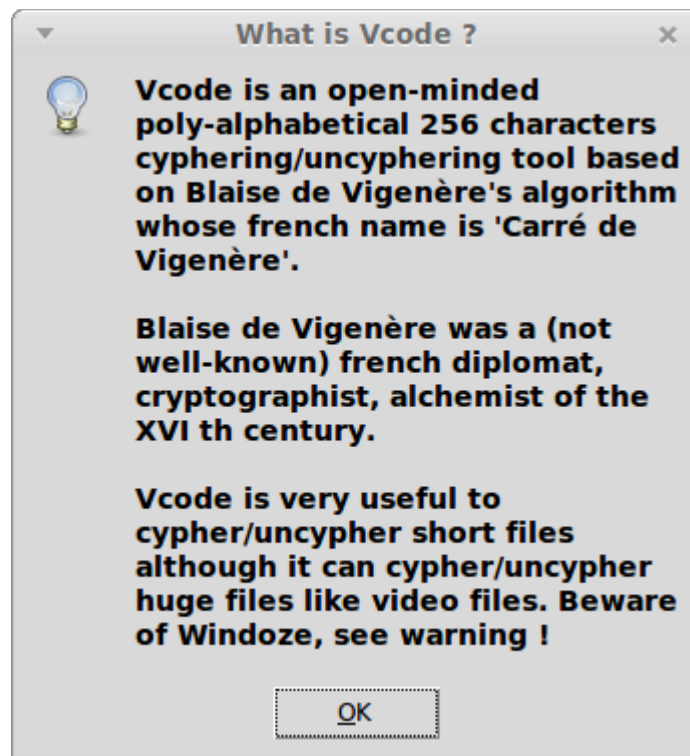 What is Vcode ?
Vcode is an open-minded
poly-alphabetical 256 characters
cyphering/uncyphering tool based
on Blaise de Vigenère's algorithm
whose french name is 'Carré de
Vigenère'.
Blaise de Vigenère was a (not
well-known) french diplomat,
cryptographist, alchemist of the
XVI th century.
Vcode is very useful to
cypher/uncypher short files
although it can cypher/uncypher
huge files like video files. Beware
of Windoze, see warning !
OK